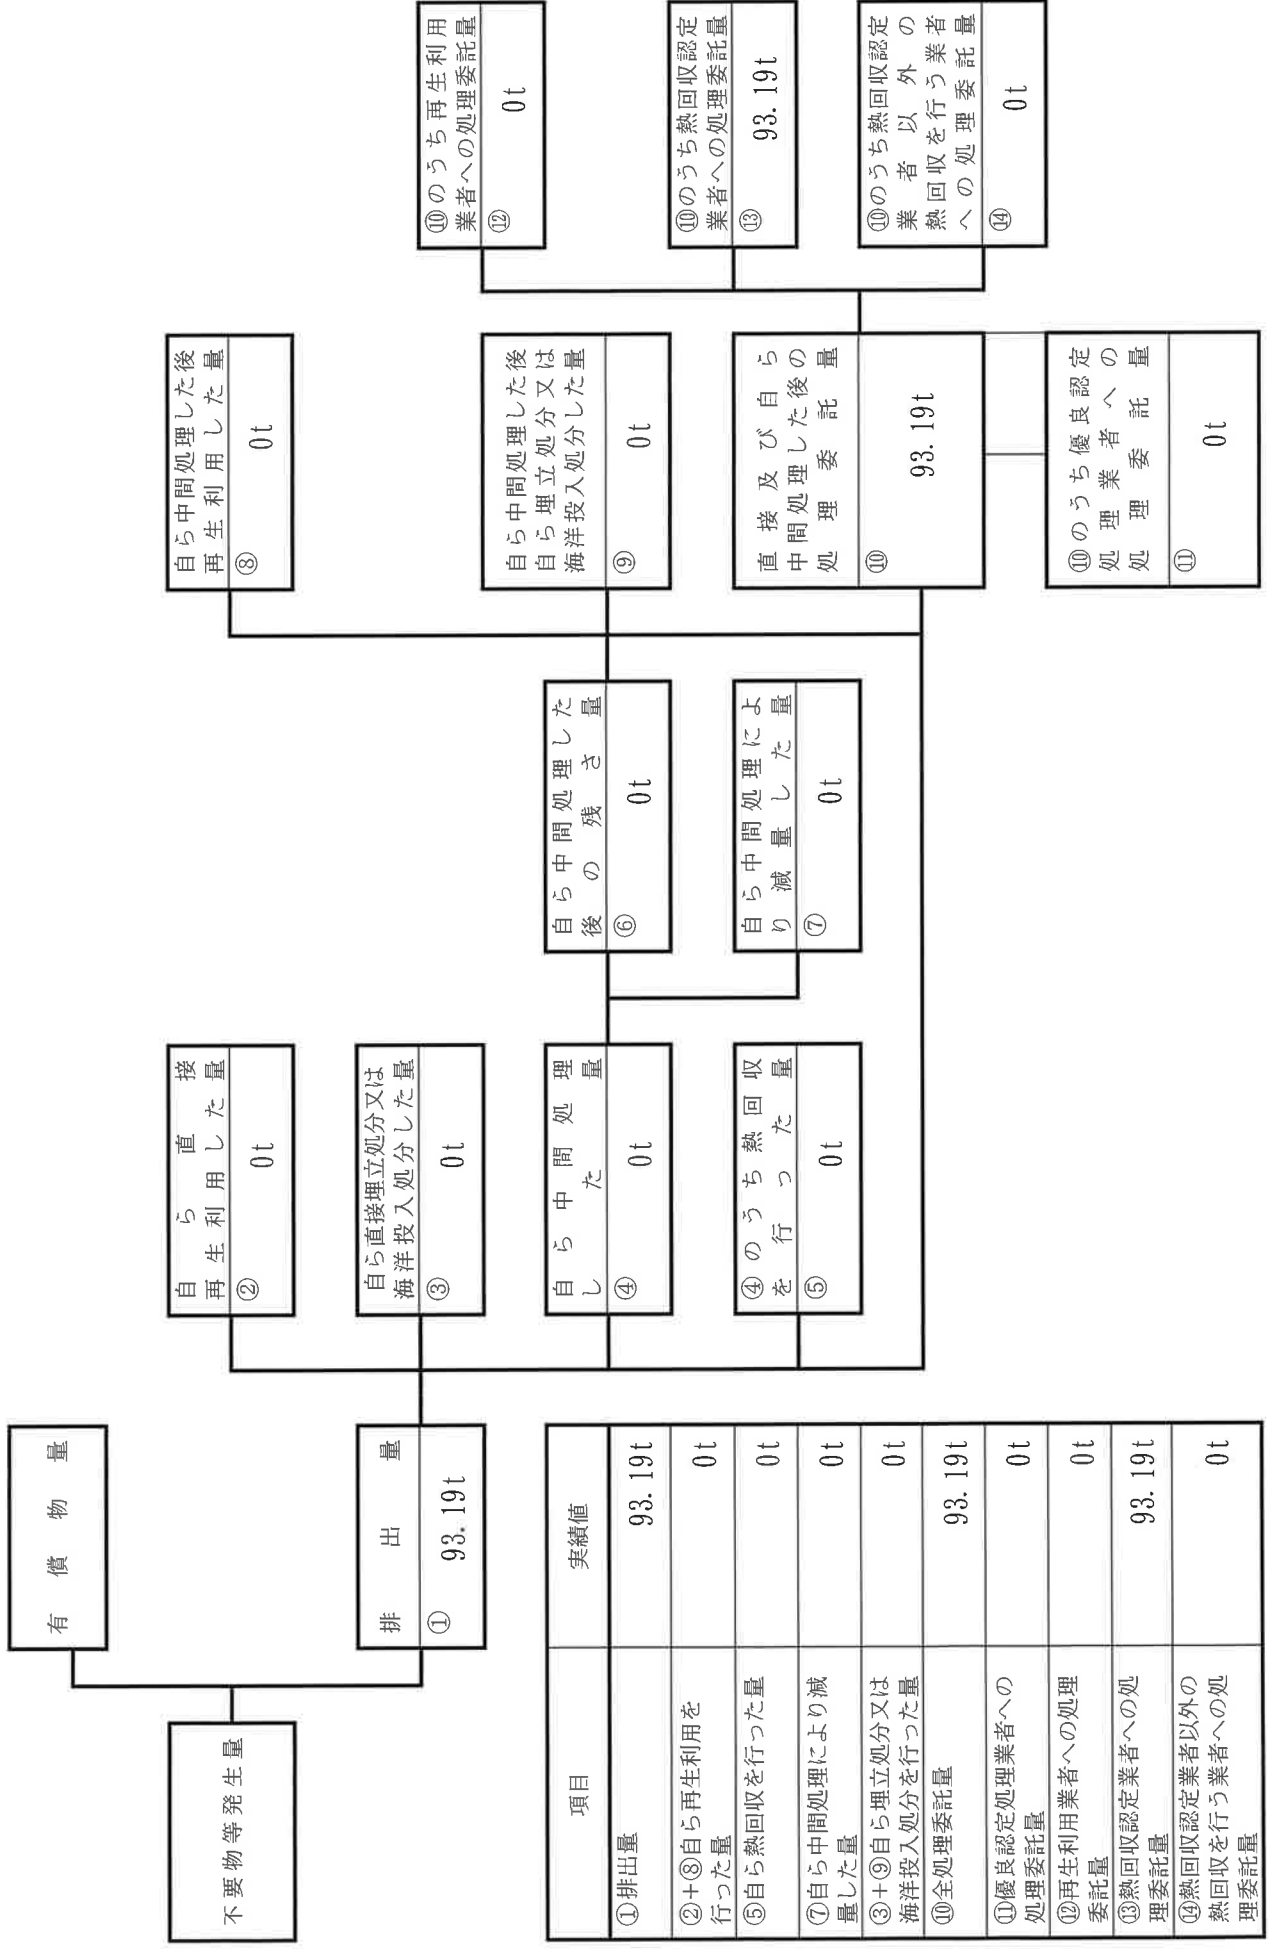 不要物等発生量
有償物量
排出量
① 93.19t
自ら直接
再生利用した量
② 0t
自ら直接埋立処分又は
海洋投入処分した量
③ 0t
自ら中間処理
した量
④ 0t
④のうち熱回収
を行った量
⑤ 0t
自ら中間処理した
後の残さ量
⑥ 0t
自ら中間処理によ
り減量した量
⑦ 0t
自ら中間処理した後
再生利用した量
⑧ 0t
自ら中間処理した後
自ら埋立処分又は
海洋投入処分した量
⑨ 0t
直接及び自ら
中間処理した後の
処理委託量
⑩ 93.19t
⑩のうち優良認定
処理業者への
処理委託量
⑪ 0t
⑩のうち再生利用
業者への処理委託量
⑫ 0t
⑩のうち熱回収認定
業者への処理委託量
⑬ 93.19t
⑩のうち熱回収認定
業者以外の
熱回収を行う業者
への処理委託量
⑭ 0t
項目 実績値
①排出量 93.19t
②+⑧自ら再生利用を
行った量 0t
⑤自ら熱回収を行った量 0t
⑦自ら中間処理により減
量した量 0t
③+⑨自ら埋立処分又は
海洋投入処分を行った量 0t
⑩全処理委託量 93.19t
⑪優良認定処理業者への
処理委託量 0t
⑫再生利用業者への処理
委託量 0t
⑬熱回収認定業者への処
理委託量 93.19t
⑭熱回収認定業者以外の
熱回収を行う業者への処
理委託量 0t